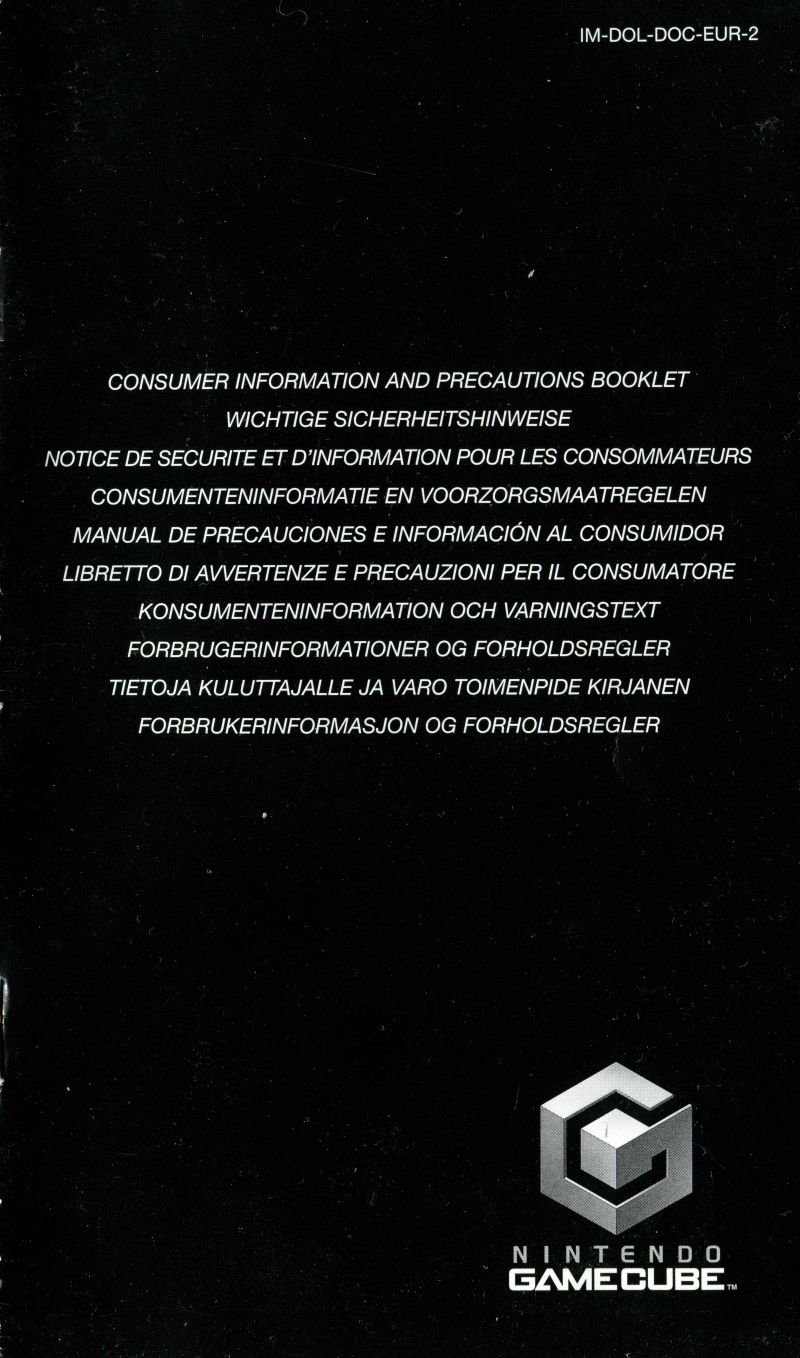 IM-DOL-DOC-EUR-2
CONSUMER INFORMATION AND PRECAUTIONS BOOKLET
WICHTIGE SICHERHEITSHINWEISE
NOTICE DE SECURITE ET D'INFORMATION POUR LES CONSOMMATEURS
CONSUMENTENINFORMATIE EN VOORZORGSMAATREGELEN
MANUAL DE PRECAUCIONES E INFORMACIÓN AL CONSUMIDOR
LIBRETTO DI AVVERTENZE E PRECAUZIONI PER IL CONSUMATORE
KONSUMENTENINFORMATION OCH VARNINGSTEXT
FORBRUGERINFORMATIONER OG FORHOLDSREGLER
TIETOJA KULUTTAJALLE JA VARO TOIMENPIDE KIRJANEN
FORBRUKERINFORMASJON OG FORHOLDSREGLER
NINTENDO
GAMECUBE™